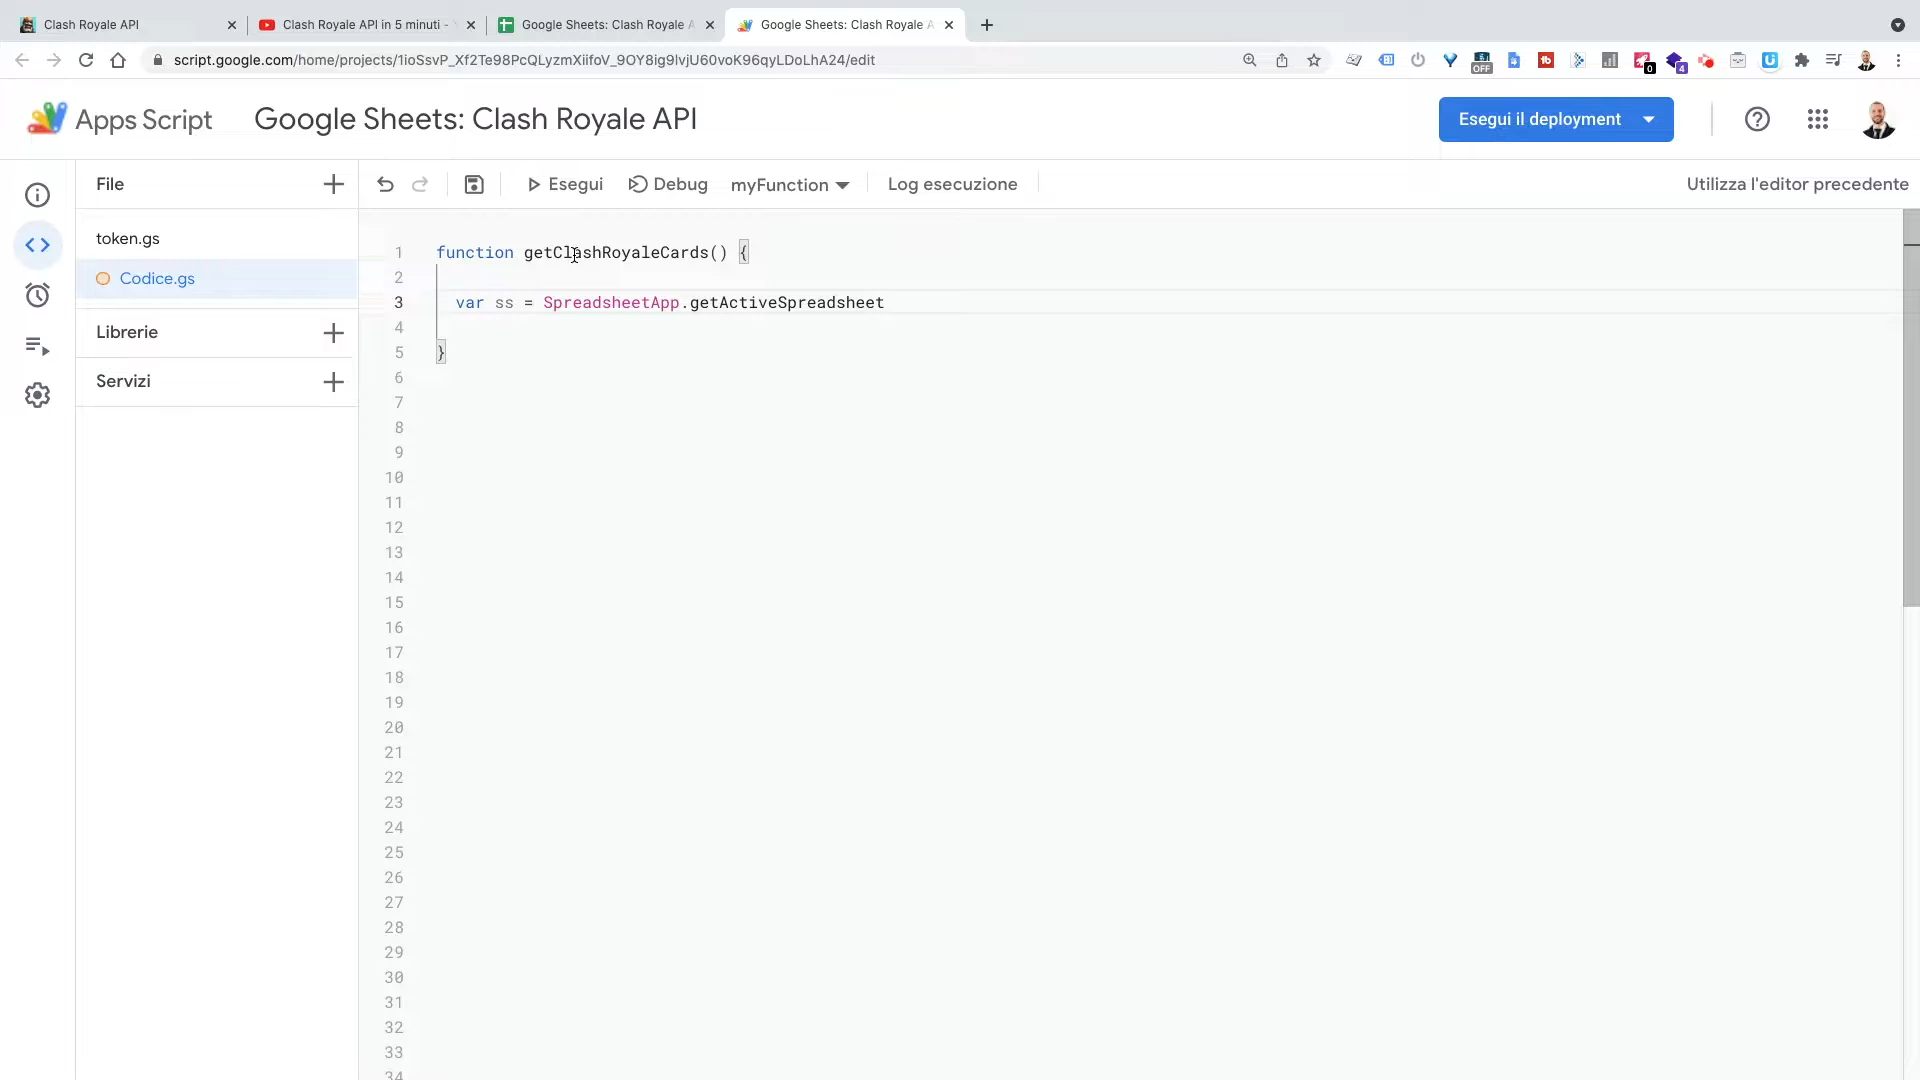 Clash Royale API
Clash Royale API in 5 minuti -
Google Sheets: Clash Royale A
Google Sheets: Clash Royale A
script.google.com/home/projects/1ioSsvP_Xf2Te98PcQLyzmXiifoV_9OY8ig9lvjU60voK96qyLDoLhA24/edit
OFF
0
4
Apps Script
Google Sheets: Clash Royale API
Esegui il deployment
File
Esegui
Debug
myFunction
Log esecuzione
Utilizza l'editor precedente
token.gs
Codice.gs
Librerie
Servizi
1 function getClashRoyaleCards() {
2
3 var ss = SpreadsheetApp.getActiveSpreadsheet
4
5 }
6
7
8
9
10
11
12
13
14
15
16
17
18
19
20
21
22
23
24
25
26
27
28
29
30
31
32
33
34